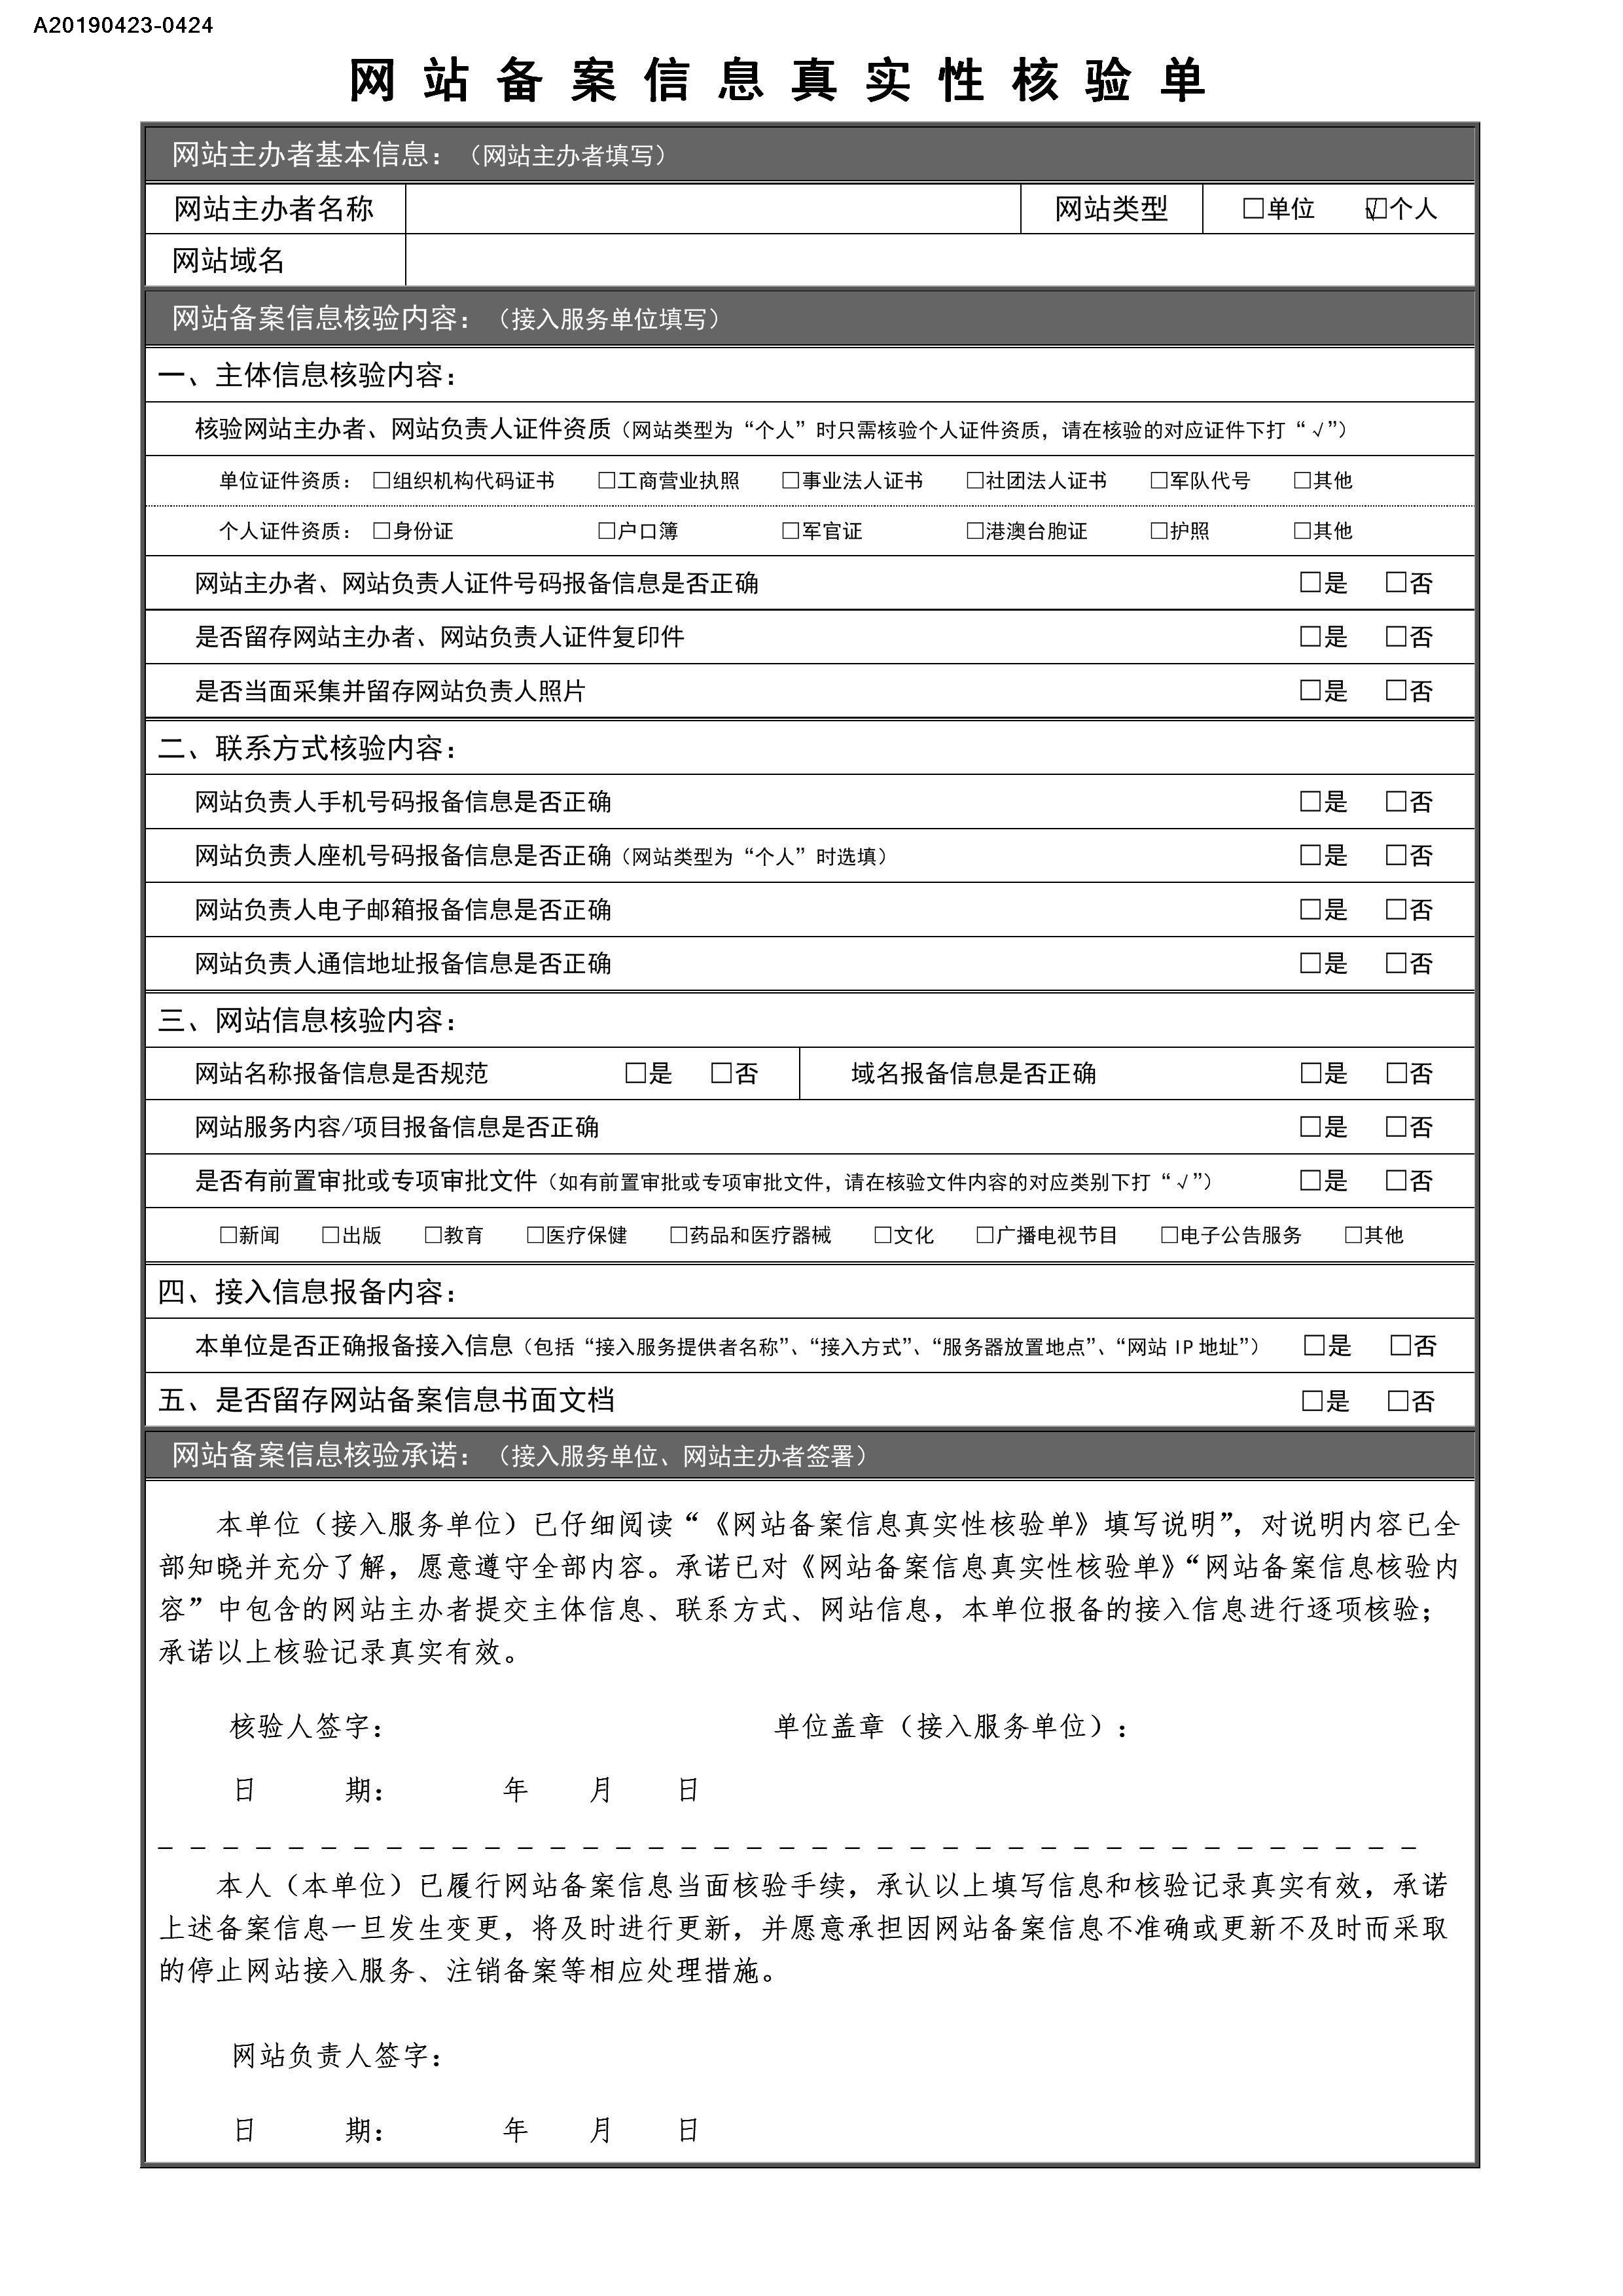 A20190423-0424
网站备案信息真实性核验单
网站主办者基本信息：（网站主办者填写）
网站主办者名称 网站类型 □单位 ☑个人
网站域名
网站备案信息核验内容：（接入服务单位填写）
一、主体信息核验内容：
核验网站主办者、网站负责人证件资质（网站类型为“个人”时只需核验个人证件资质，请在核验的对应证件下打“√”）
单位证件资质： □组织机构代码证书 □工商营业执照 □事业法人证书 □社团法人证书 □军队代号 □其他
个人证件资质： □身份证 □户口簿 □军官证 □港澳台胞证 □护照 □其他
网站主办者、网站负责人证件号码报备信息是否正确 □是 □否
是否留存网站主办者、网站负责人证件复印件 □是 □否
是否当面采集并留存网站负责人照片 □是 □否
二、联系方式核验内容：
网站负责人手机号码报备信息是否正确 □是 □否
网站负责人座机号码报备信息是否正确（网站类型为“个人”时选填） □是 □否
网站负责人电子邮箱报备信息是否正确 □是 □否
网站负责人通信地址报备信息是否正确 □是 □否
三、网站信息核验内容：
网站名称报备信息是否规范 □是 □否 域名报备信息是否正确 □是 □否
网站服务内容/项目报备信息是否正确 □是 □否
是否有前置审批或专项审批文件（如有前置审批或专项审批文件，请在核验文件内容的对应类别下打“√”） □是 □否
□新闻 □出版 □教育 □医疗保健 □药品和医疗器械 □文化 □广播电视节目 □电子公告服务 □其他
四、接入信息报备内容：
本单位是否正确报备接入信息（包括“接入服务提供者名称”、“接入方式”、“服务器放置地点”、“网站 IP 地址”） □是 □否
五、是否留存网站备案信息书面文档 □是 □否
网站备案信息核验承诺：（接入服务单位、网站主办者签署）
本单位（接入服务单位）已仔细阅读“《网站备案信息真实性核验单》填写说明”，对说明内容已全
部知晓并充分了解，愿意遵守全部内容。承诺已对《网站备案信息真实性核验单》“网站备案信息核验内
容”中包含的网站主办者提交主体信息、联系方式、网站信息，本单位报备的接入信息进行逐项核验；
承诺以上核验记录真实有效。
核验人签字： 单位盖章（接入服务单位）：
日 期： 年 月 日
本人（本单位）已履行网站备案信息当面核验手续，承认以上填写信息和核验记录真实有效，承诺
上述备案信息一旦发生变更，将及时进行更新，并愿意承担因网站备案信息不准确或更新不及时而采取
的停止网站接入服务、注销备案等相应处理措施。
网站负责人签字：
日 期： 年 月 日